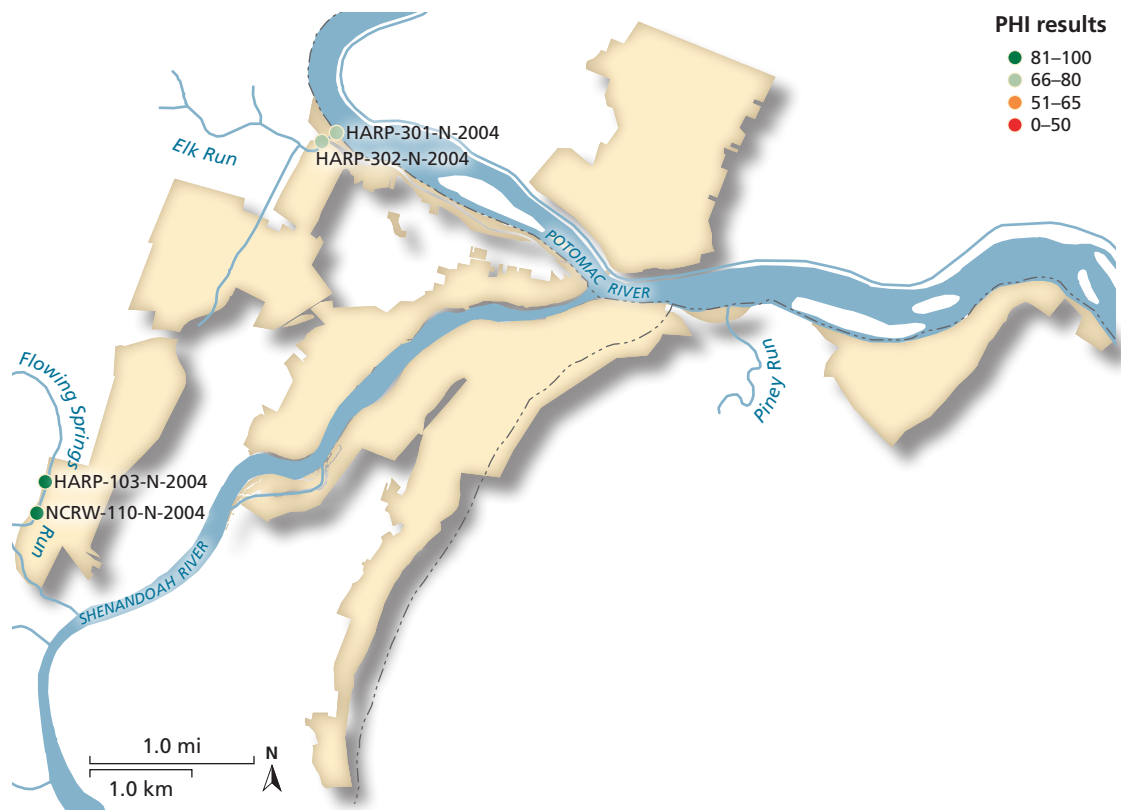 PHI results
81–100
66–80
51–65
0–50
HARP-301-N-2004
HARP-302-N-2004
Elk Run
POTOMAC RIVER
Piney Run
Flowing Springs
Run
HARP-103-N-2004
NCRW-110-N-2004
SHENANDOAH RIVER
1.0 mi
1.0 km
N